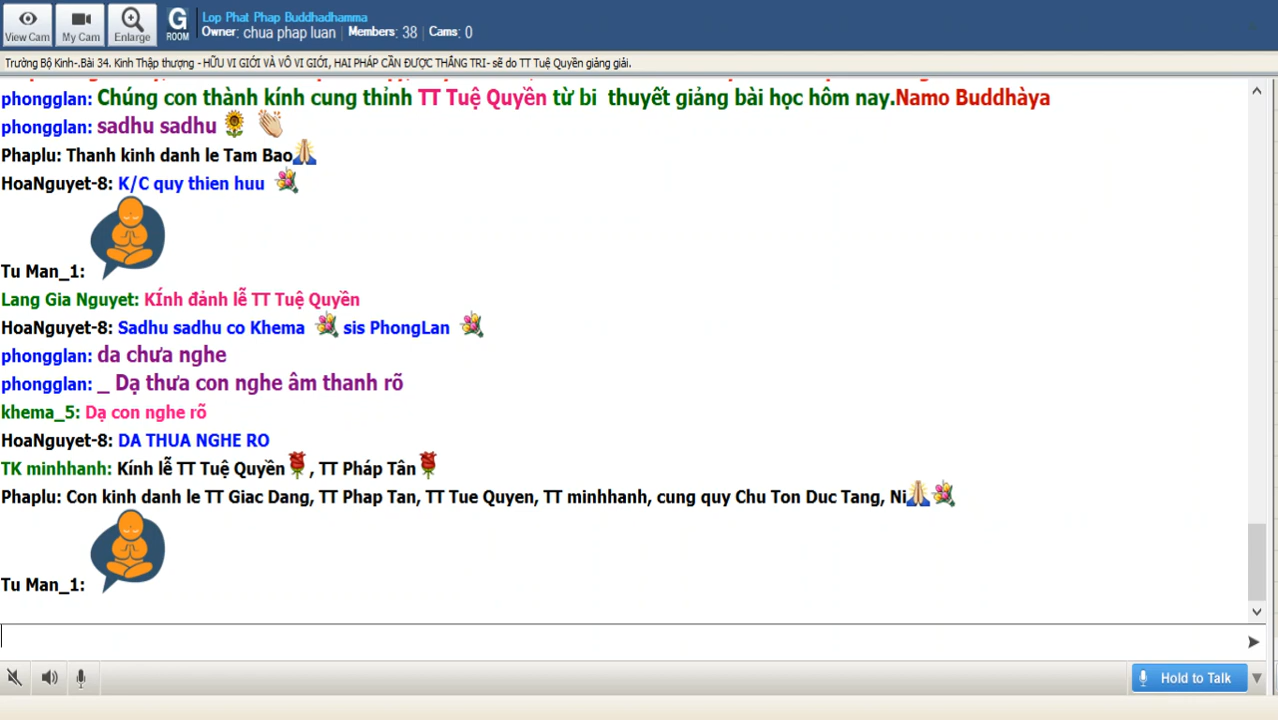 View Cam
My Cam
Enlarge
G
ROOM
Lop Phat Phap Buddhadhamma
Owner: chua phap luan | Members: 38 | Cams: 0
Trường Bộ Kinh-.Bài 34. Kinh Thập thượng - HỮU VI GIỚI VÀ VÔ VI GIỚI, HAI PHÁP CẦN ĐƯỢC THẮNG TRI- sẽ do TT Tuệ Quyền giảng giải.
phongglan: Chúng con thành kính cung thỉnh TT Tuệ Quyền từ bi thuyết giảng bài học hôm nay.Namo Buddhàya
phongglan: sadhu sadhu
Phaplu: Thanh kinh danh le Tam Bao
HoaNguyet-8: K/C quy thien huu
Tu Man_1:
Lang Gia Nguyet: KÍnh đảnh lễ TT Tuệ Quyền
HoaNguyet-8: Sadhu sadhu co Khema sis PhongLan
phongglan: da chưa nghe
phongglan: _ Dạ thưa con nghe âm thanh rõ
khema_5: Dạ con nghe rõ
HoaNguyet-8: DA THUA NGHE RO
TK minhhanh: Kính lễ TT Tuệ Quyền, TT Pháp Tân
Phaplu: Con kinh danh le TT Giac Dang, TT Phap Tan, TT Tue Quyen, TT minhhanh, cung quy Chu Ton Duc Tang, Ni
Tu Man_1:
Hold to Talk